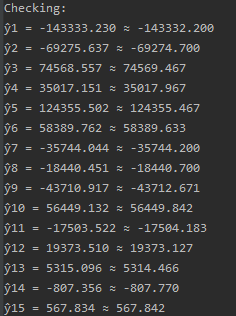 Checking:
ŷ1 = -143333.230 ≈ -143332.200
ŷ2 = -69275.637 ≈ -69274.700
ŷ3 = 74568.557 ≈ 74569.467
ŷ4 = 35017.151 ≈ 35017.967
ŷ5 = 124355.502 ≈ 124355.467
ŷ6 = 58389.762 ≈ 58389.633
ŷ7 = -35744.044 ≈ -35744.200
ŷ8 = -18440.451 ≈ -18440.700
ŷ9 = -43710.917 ≈ -43712.671
ŷ10 = 56449.132 ≈ 56449.842
ŷ11 = -17503.522 ≈ -17504.183
ŷ12 = 19373.510 ≈ 19373.127
ŷ13 = 5315.096 ≈ 5314.466
ŷ14 = -807.356 ≈ -807.770
ŷ15 = 567.834 ≈ 567.842